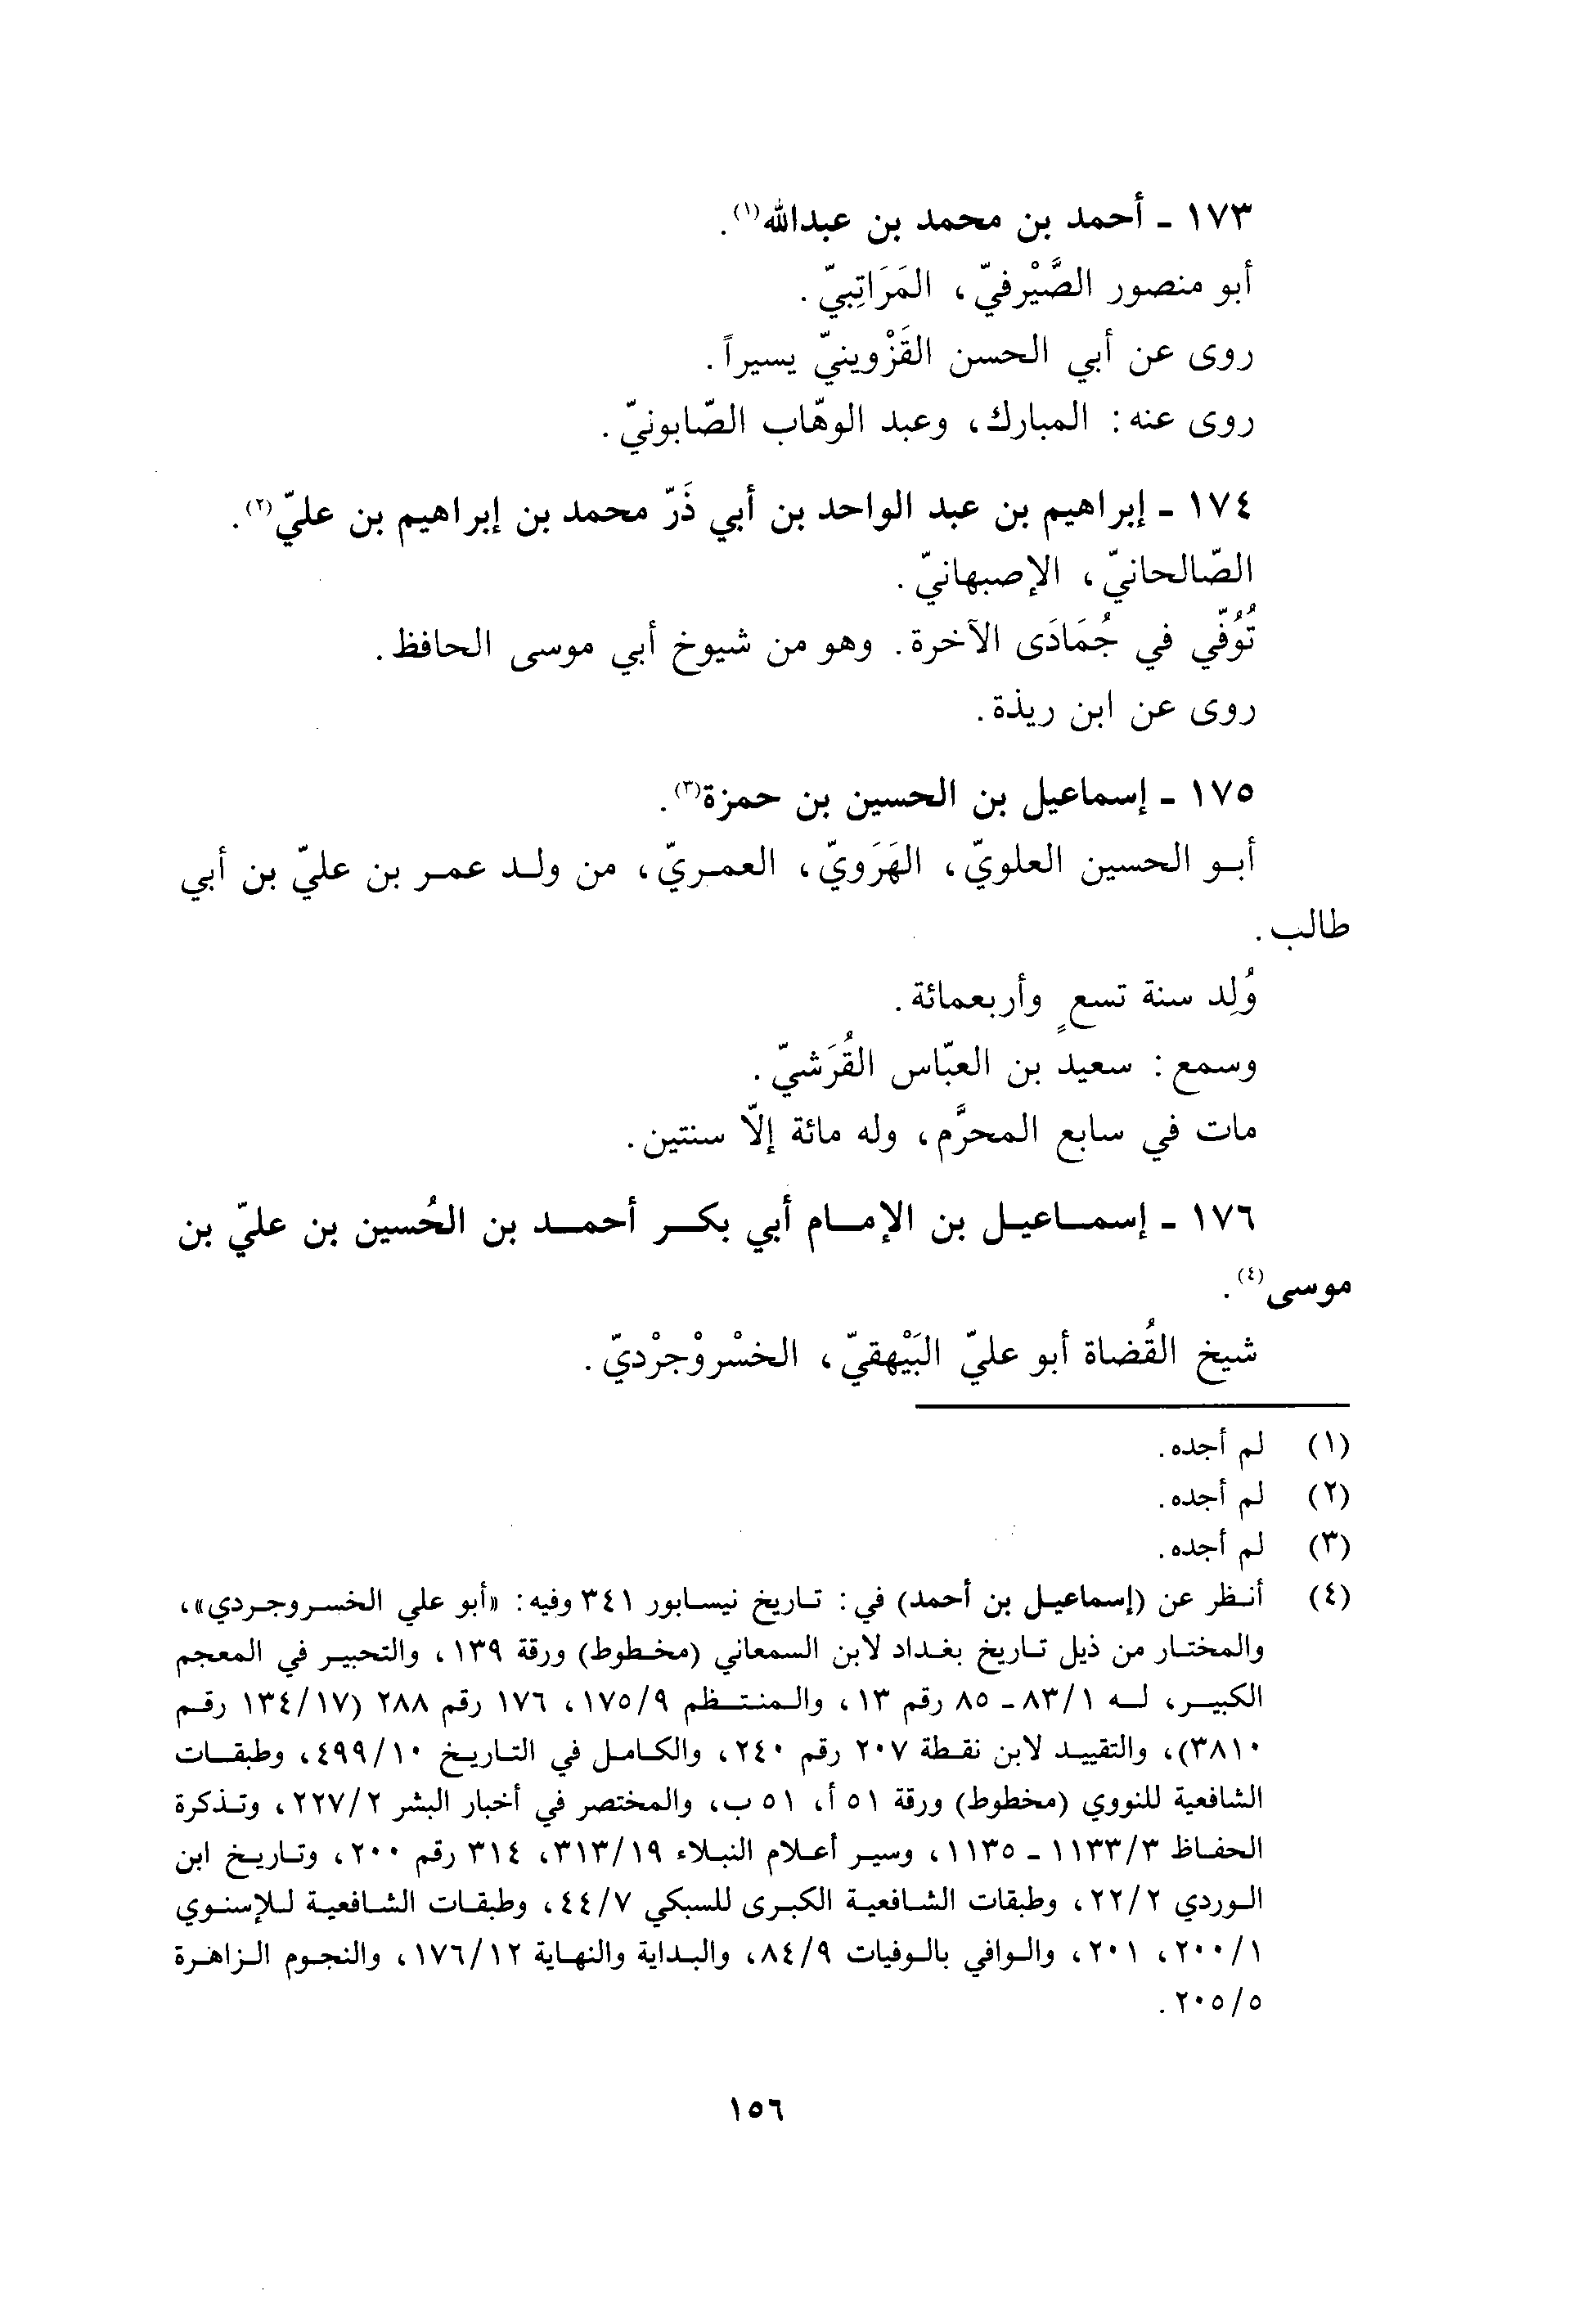 ١٧٣ ـ أحمد بن محمد بن عبدالله(١).
أبو منصور الصَّيْرفيّ، المَرَاتِبيّ.
روى عن أبي الحسن القَزْوينيّ يسيراً.
روى عنه: المبارك، وعبد الوهّاب الصّابونيّ.
١٧٤ ـ إبراهيم بن عبد الواحد بن أبي ذَرّ محمد بن إبراهيم بن عليّ(٢).
الصّالحانيّ، الإصبهانيّ.
تُوُفّي في جُمَادَى الآخرة. وهو من شيوخ أبي موسى الحافظ.
روى عن ابن ريذة.
١٧٥ ـ إسماعيل بن الحسين بن حمزة(٣).
أبو الحسين العلويّ، الهَرَويّ، العمريّ، من ولد عمر بن عليّ بن أبي
طالب.
وُلِد سنة تسعٍ وأربعمائة.
وسمع: سعيد بن العبّاس القُرَشيّ.
مات في سابع المحرَّم، وله مائة إلّا سنتين.
١٧٦ ـ إسماعيل بن الإمام أبي بكر أحمد بن الحُسين بن عليّ بن
موسى(٤).
شيخ القُضاة أبو عليّ البَيْهقيّ، الخسْروْجرْديّ.
(١) لم أجده.
(٢) لم أجده.
(٣) لم أجده.
(٤) أنظر عن (إسماعيل بن أحمد) في: تاريخ نيسابور ٣٤١ وفيه: «أبو علي الخسروجردي»،
والمختار من ذيل تاريخ بغداد لابن السمعاني (مخطوط) ورقة ١٣٩، والتحبير في المعجم
الكبير، له ٨٣/١ ـ ٨٥ رقم ١٣، والمنتظم ١٧٥/٩، ١٧٦ رقم ٢٨٨ (١٣٤/١٧ رقم
٣٨١٠)، والتقييد لابن نقطة ٢٠٧ رقم ٢٤٠، والكامل في التاريخ ٤٩٩/١٠، وطبقات
الشافعية للنووي (مخطوط) ورقة ٥١ أ، ٥١ ب، والمختصر في أخبار البشر ٢٢٧/٢، وتذكرة
الحفاظ ١١٣٣/٣ ـ ١١٣٥، وسير أعلام النبلاء ٣١٣/١٩، ٣١٤ رقم ٢٠٠، وتاريخ ابن
الوردي ٢٢/٢، وطبقات الشافعية الكبرى للسبكي ٤٤/٧، وطبقات الشافعية للإسنوي
٢٠٠/١، ٢٠١، والوافي بالوفيات ٨٤/٩، والبداية والنهاية ١٧٦/١٢، والنجوم الزاهرة
٢٠٥/٥.
١٥٦